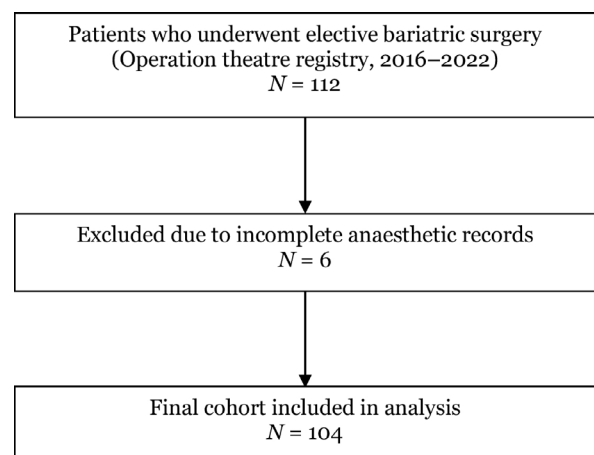 Patients who underwent elective bariatric surgery
(Operation theatre registry, 2016–2022)
N = 112
Excluded due to incomplete anaesthetic records
N = 6
Final cohort included in analysis
N = 104